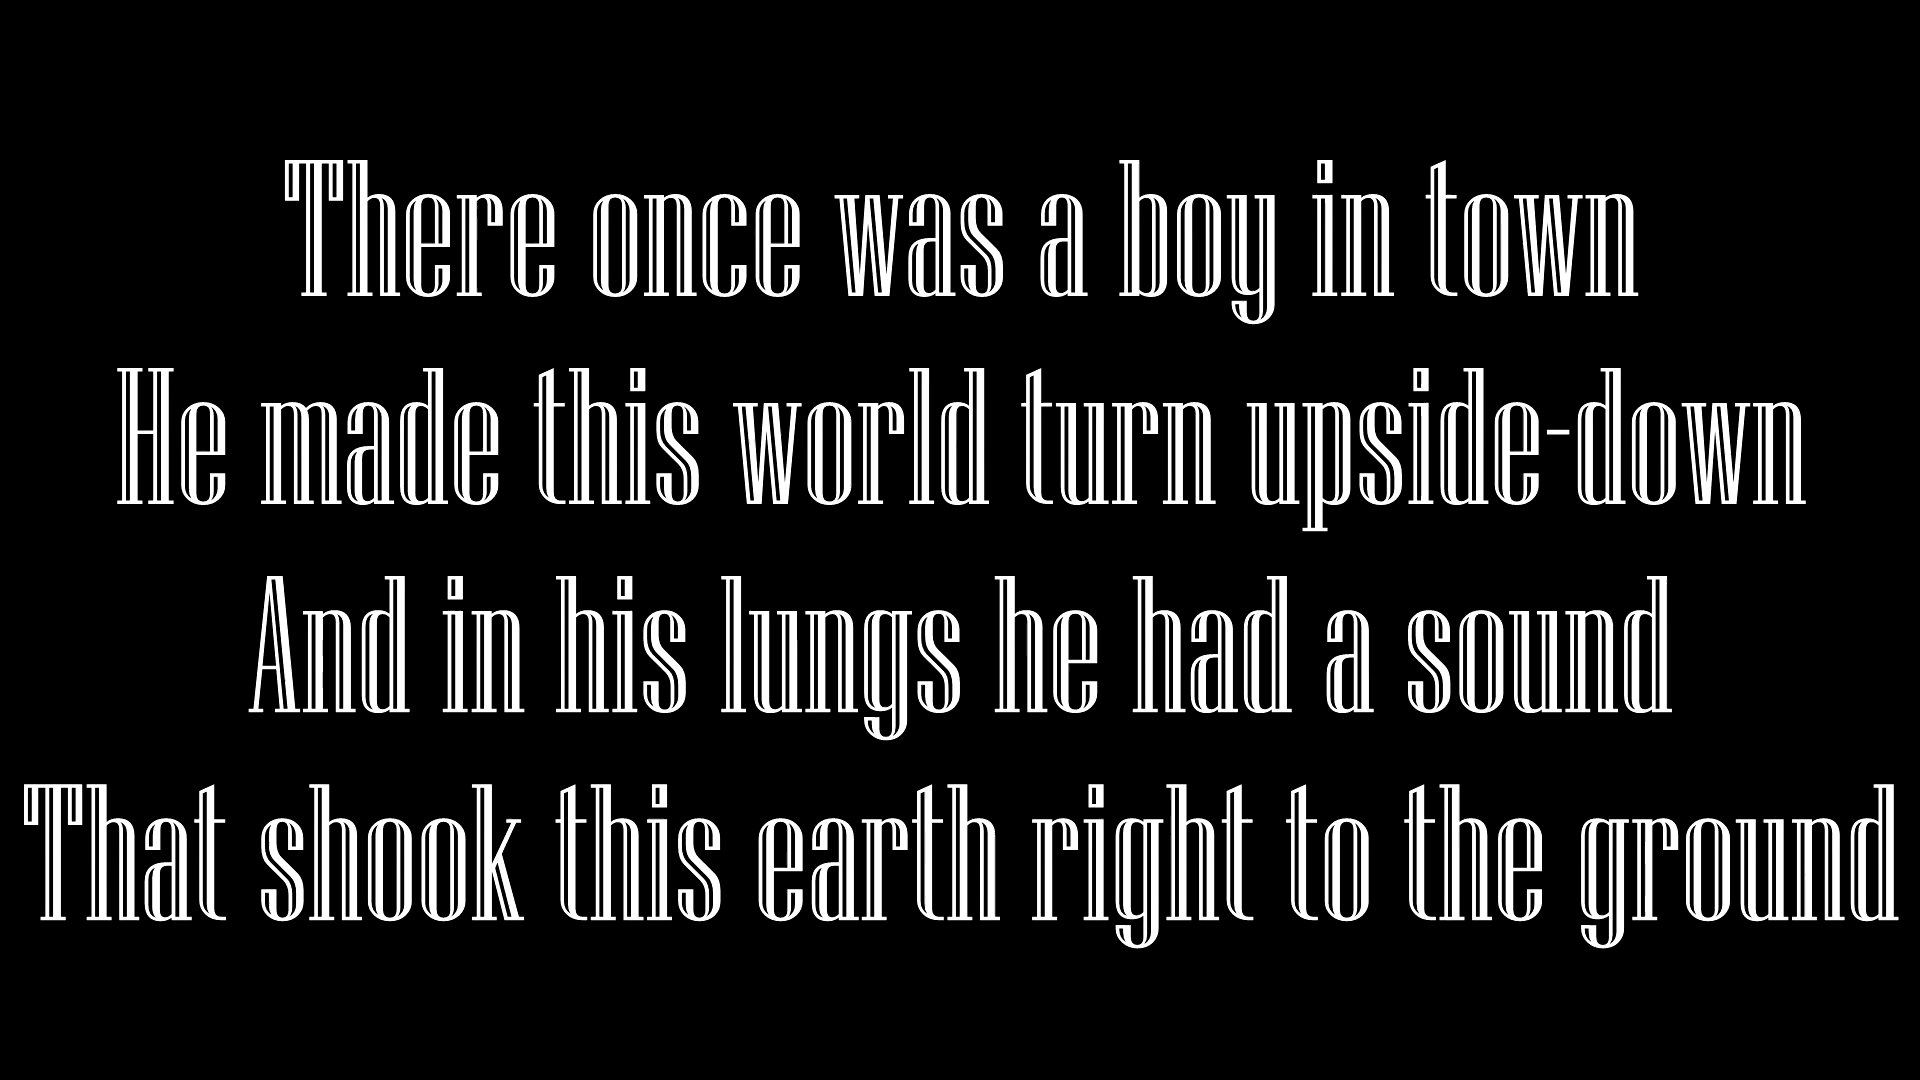 There once was a boy in town
He made this world turn upside-down
And in his lungs he had a sound
That shook this earth right to the ground